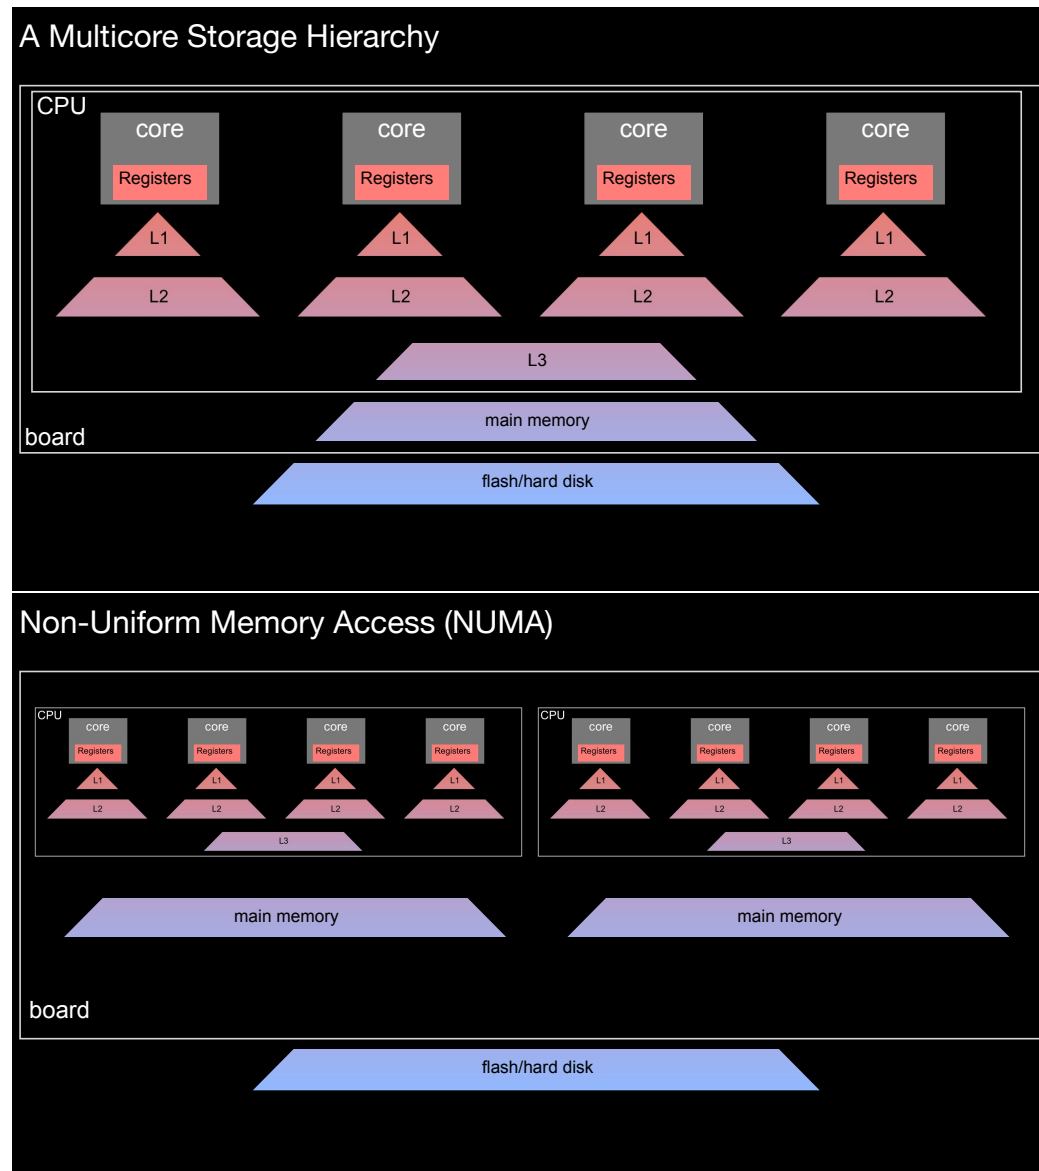 A Multicore Storage Hierarchy
CPU
core core core core
Registers Registers Registers Registers
L1 L1 L1 L1
L2 L2 L2 L2
L3
main memory
board
flash/hard disk
Non-Uniform Memory Access (NUMA)
CPU CPU
core core core core core core core core
Registers Registers Registers Registers Registers Registers Registers Registers
L1 L1 L1 L1 L1 L1 L1 L1
L2 L2 L2 L2 L2 L2 L2 L2
L3 L3
main memory main memory
board
flash/hard disk